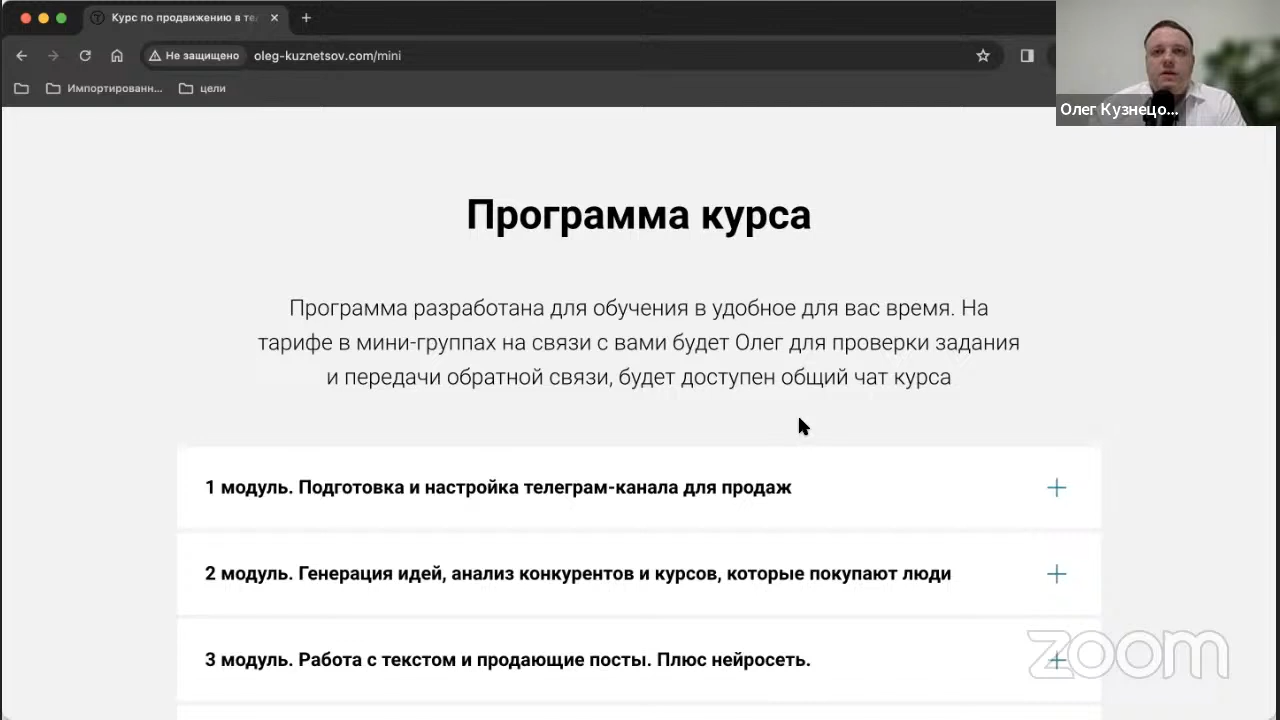 Курс по продвижению в те
Не защищено
oleg-kuznetsov.com/mini
Импортированн...
цели
Олег Кузнецо...
Программа курса
Программа разработана для обучения в удобное для вас время. На
тарифе в мини-группах на связи с вами будет Олег для проверки задания
и передачи обратной связи, будет доступен общий чат курса
1 модуль. Подготовка и настройка телеграм-канала для продаж
2 модуль. Генерация идей, анализ конкурентов и курсов, которые покупают люди
3 модуль. Работа с текстом и продающие посты. Плюс нейросеть.
zoom